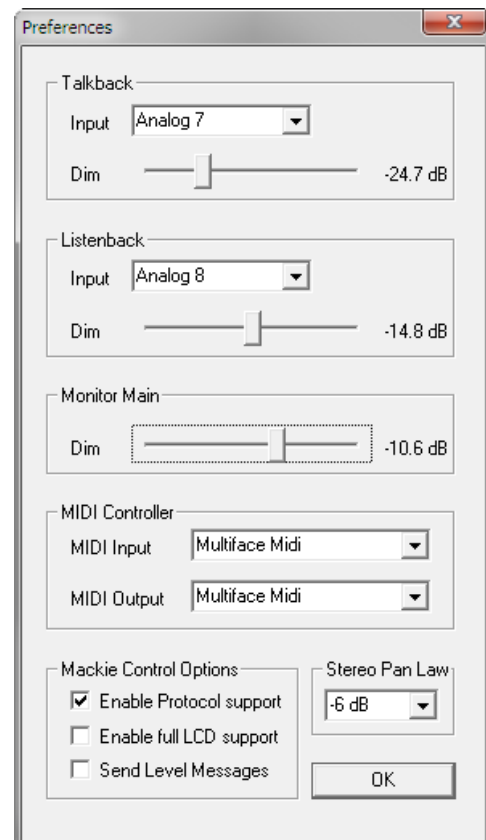 Preferences
Talkback
Input Analog 7
Dim -24.7 dB
Listenback
Input Analog 8
Dim -14.8 dB
Monitor Main
Dim -10.6 dB
MIDI Controller
MIDI Input Multiface Midi
MIDI Output Multiface Midi
Mackie Control Options
Enable Protocol support
Enable full LCD support
Send Level Messages
Stereo Pan Law
-6 dB
OK